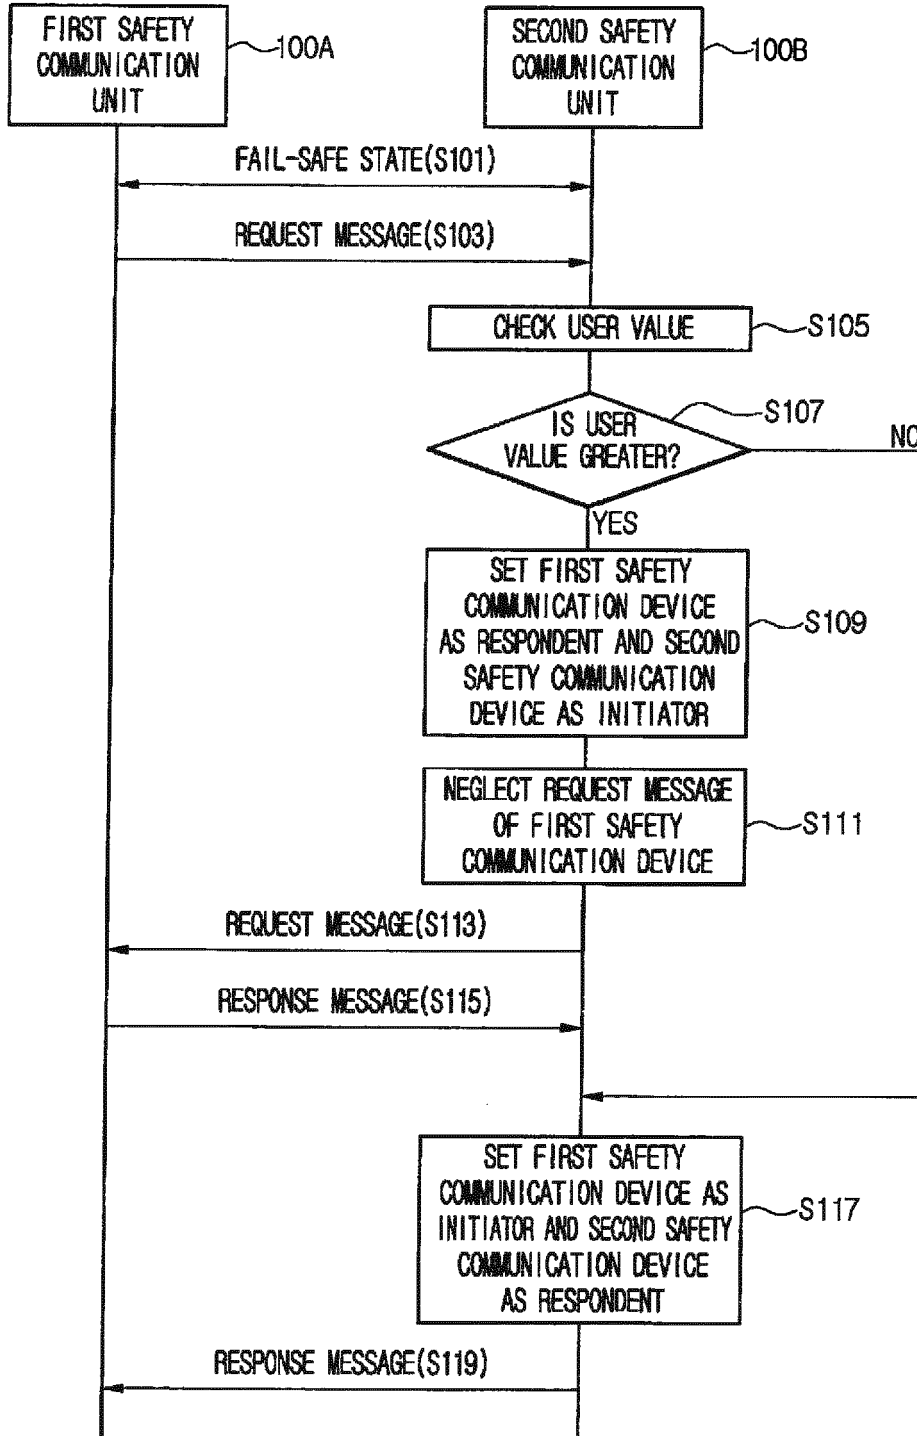 FIRST SAFETY
COMMUNICATION
UNIT
100A
SECOND SAFETY
COMMUNICATION
UNIT
100B
FAIL-SAFE STATE(S101)
REQUEST MESSAGE(S103)
CHECK USER VALUE
S105
IS USER
VALUE GREATER?
S107
NO
YES
SET FIRST SAFETY
COMMUNICATION DEVICE
AS RESPONDENT AND SECOND
SAFETY COMMUNICATION
DEVICE AS INITIATOR
S109
NEGLECT REQUEST MESSAGE
OF FIRST SAFETY
COMMUNICATION DEVICE
S111
REQUEST MESSAGE(S113)
RESPONSE MESSAGE(S115)
SET FIRST SAFETY
COMMUNICATION DEVICE AS
INITIATOR AND SECOND SAFETY
COMMUNICATION DEVICE
AS RESPONDENT
S117
RESPONSE MESSAGE(S119)